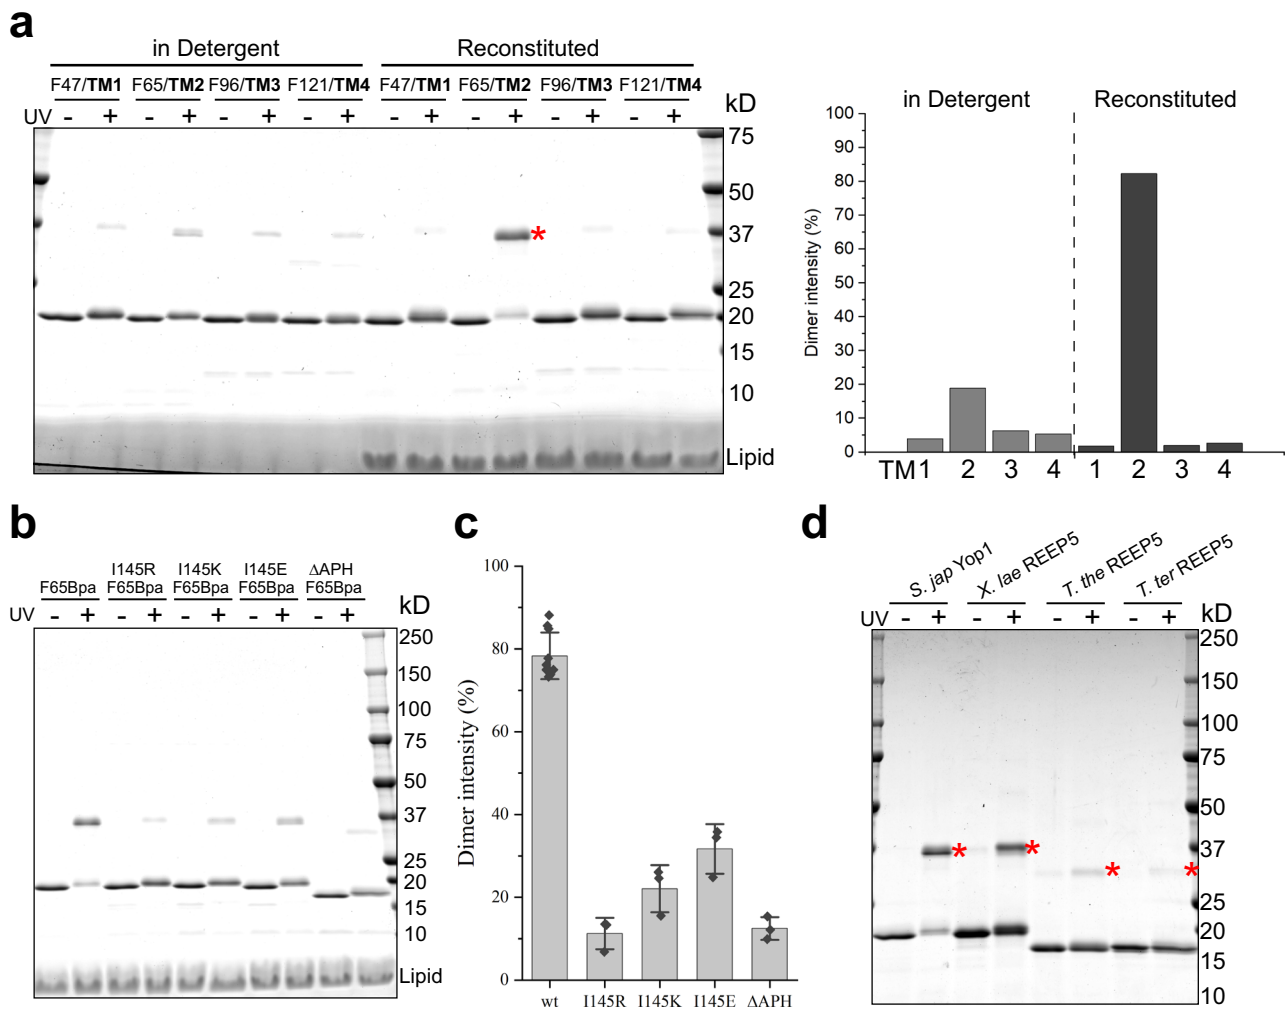 a
in Detergent Reconstituted
F47/TM1 F65/TM2 F96/TM3 F121/TM4 F47/TM1 F65/TM2 F96/TM3 F121/TM4 kD
UV - + - + - + - + - + - + - + - +
75
50
37
25
20
15
10
Lipid
*
in Detergent Reconstituted
Dimer intensity (%)
100
90
80
70
60
50
40
30
20
10
0
TM1 2 3 4 1 2 3 4
b
F65Bpa I145R F65Bpa I145K F65Bpa I145E F65Bpa ΔAPH F65Bpa
UV - + - + - + - + - + kD
250
150
100
75
50
37
25
20
15
10
Lipid
c
Dimer intensity (%)
100
80
60
40
20
0
wt I145R I145K I145E ΔAPH
d
S. jap Yop1 X. lae REEP5 T. the REEP5 T. ter REEP5
UV - + - + - + - + kD
250
150
100
75
50
37
25
20
15
10
* * * *